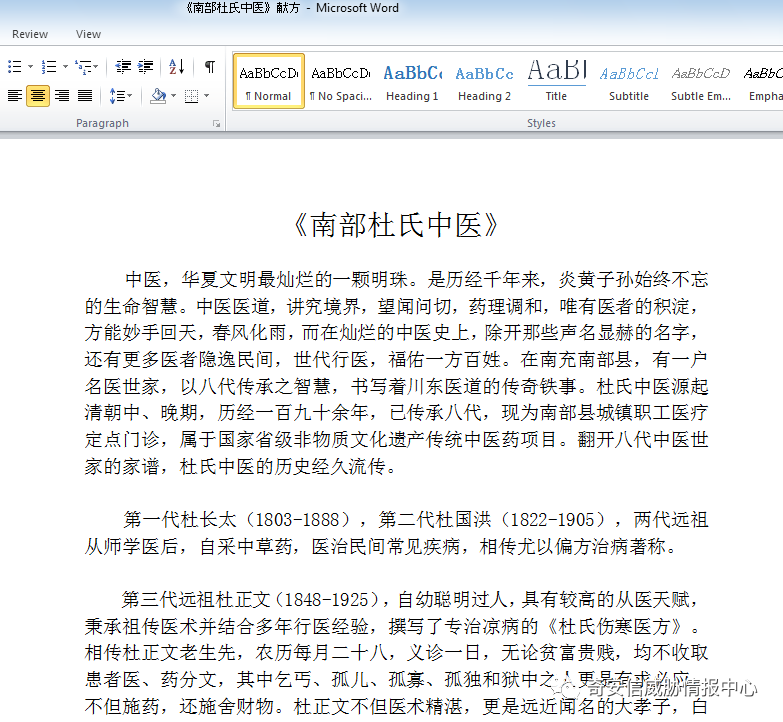 《南部杜氏中医》献方 - Microsoft Word
Review View
AaBbCcDc AaBbCcDc AaBbCc AaBbCc AaBl AaBbCcL AaBbCcD AaBbC
¶ Normal ¶ No Spaci... Heading 1 Heading 2 Title Subtitle Subtle Em... Empha
Paragraph Styles
《南部杜氏中医》
中医，华夏文明最灿烂的一颗明珠。是历经千年来，炎黄子孙始终不忘
的生命智慧。中医医道，讲究境界，望闻问切，药理调和，唯有医者的积淀，
方能妙手回天，春风化雨，而在灿烂的中医史上，除开那些声名显赫的名字，
还有更多医者隐逸民间，世代行医，福佑一方百姓。在南充南部县，有一户
名医世家，以八代传承之智慧，书写着川东医道的传奇铁事。杜氏中医源起
清朝中、晚期，历经一百九十余年，已传承八代，现为南部县城镇职工医疗
定点门诊，属于国家省级非物质文化遗产传统中医药项目。翻开八代中医世
家的家谱，杜氏中医的历史经久流传。
第一代杜长太（1803-1888），第二代杜国洪（1822-1905），两代远祖
从师学医后，自采中草药，医治民间常见疾病，相传尤以偏方治病著称。
第三代远祖杜正文（1848-1925），自幼聪明过人，具有较高的从医天赋，
秉承祖传医术并结合多年行医经验，撰写了专治凉病的《杜氏伤寒医方》。
相传杜正文老生先，农历每月二十八，义诊一日，无论贫富贵贱，均不收取
患者医、药分文，其中乞丐、孤儿、孤寡、孤独和狱中之人更是有求必应，
不但施药，还施舍财物。杜正文不但医术精湛，更是远近闻名的大孝子，白
奇安信威胁情报中心